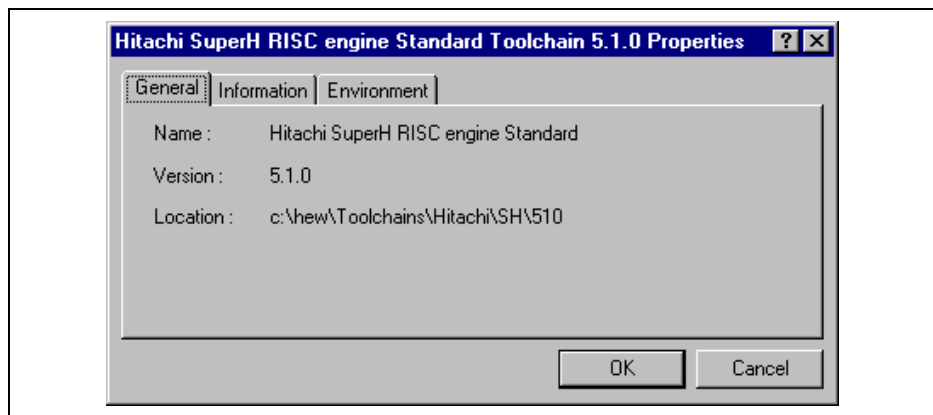 Hitachi SuperH RISC engine Standard Toolchain 5.1.0 Properties ? X
General Information Environment
Name : Hitachi SuperH RISC engine Standard
Version : 5.1.0
Location : c:\hew\Toolchains\Hitachi\SH\510
OK Cancel